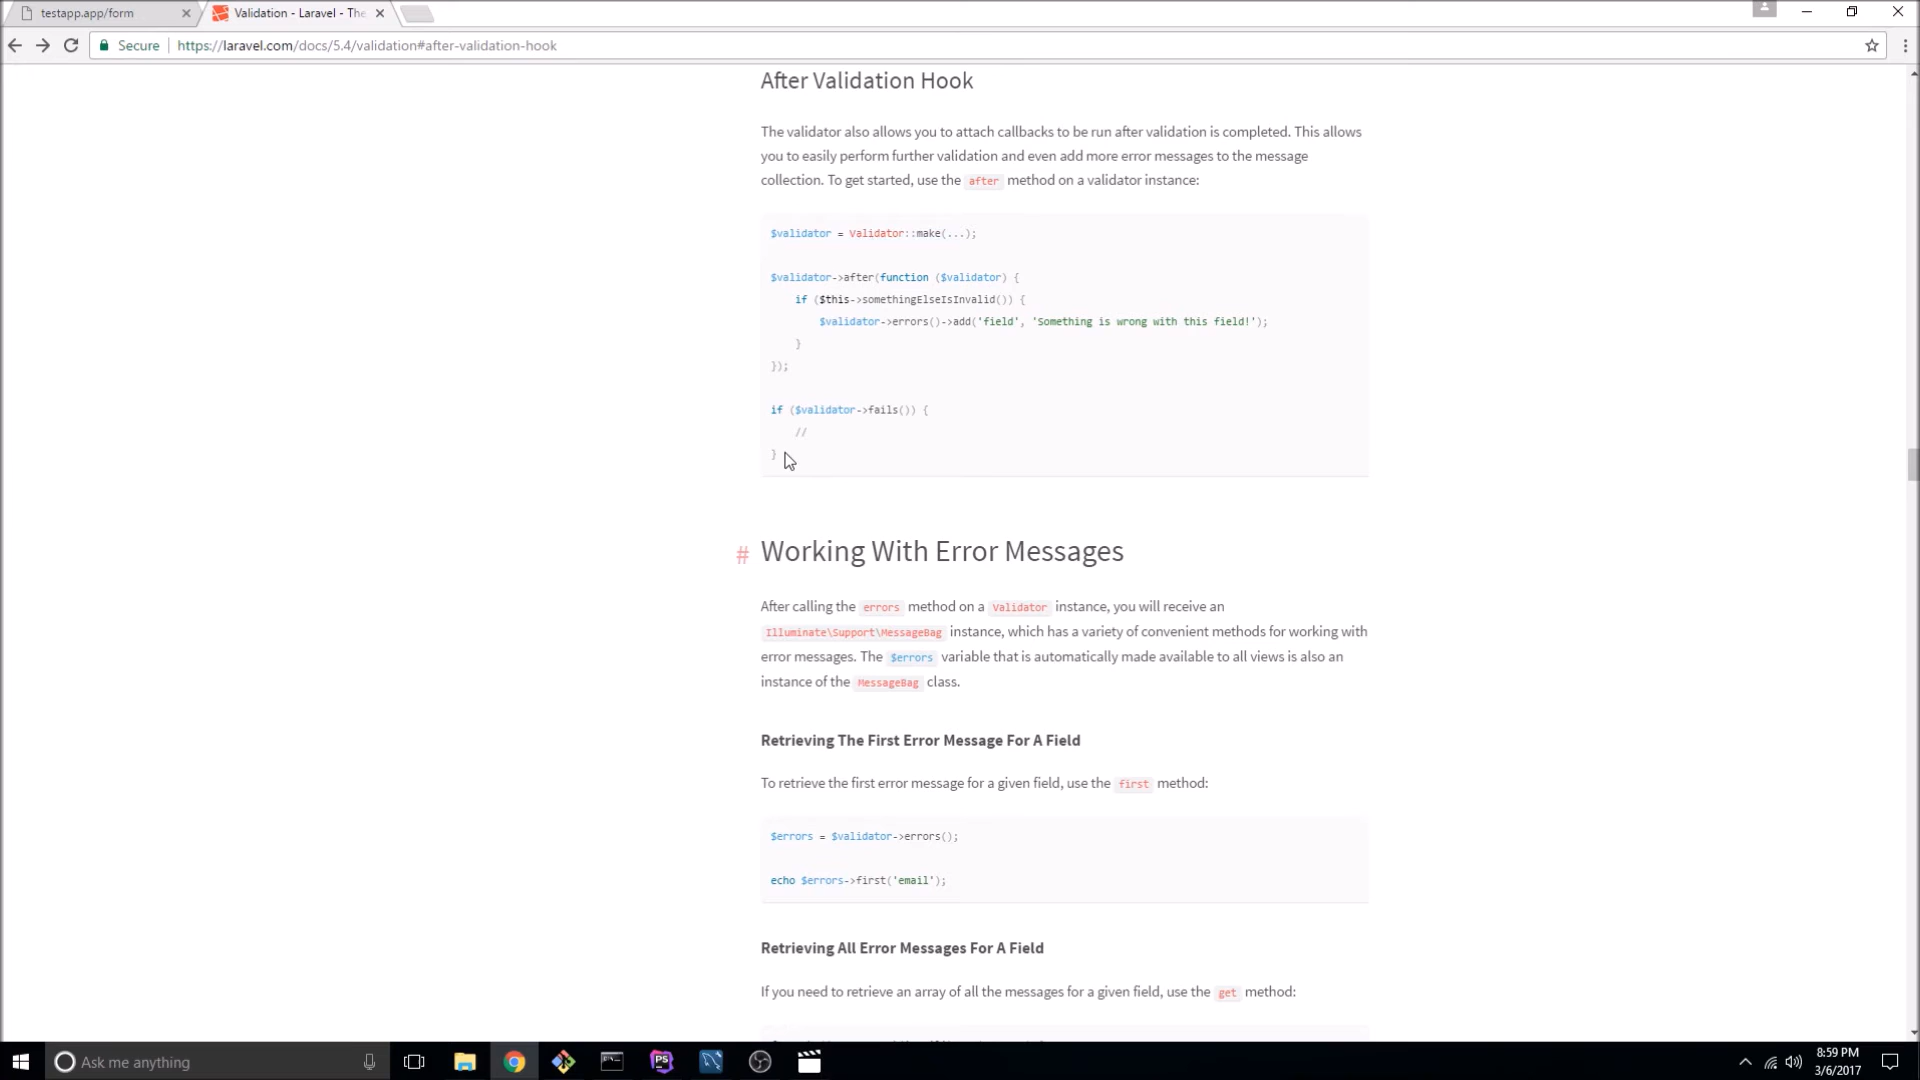 testapp.app/form
Validation - Laravel - The
Secure
https://laravel.com/docs/5.4/validation#after-validation-hook
After Validation Hook
The validator also allows you to attach callbacks to be run after validation is completed. This allows
you to easily perform further validation and even add more error messages to the message
collection. To get started, use the after method on a validator instance:
$validator = Validator::make(...);
$validator->after(function ($validator) {
    if ($this->somethingElseIsInvalid()) {
        $validator->errors()->add('field', 'Something is wrong with this field!');
    }
});
if ($validator->fails()) {
    //
}
# Working With Error Messages
After calling the errors method on a Validator instance, you will receive an
Illuminate\Support\MessageBag instance, which has a variety of convenient methods for working with
error messages. The $errors variable that is automatically made available to all views is also an
instance of the MessageBag class.
Retrieving The First Error Message For A Field
To retrieve the first error message for a given field, use the first method:
$errors = $validator->errors();
echo $errors->first('email');
Retrieving All Error Messages For A Field
If you need to retrieve an array of all the messages for a given field, use the get method:
Ask me anything
PS
8:59 PM
3/6/2017